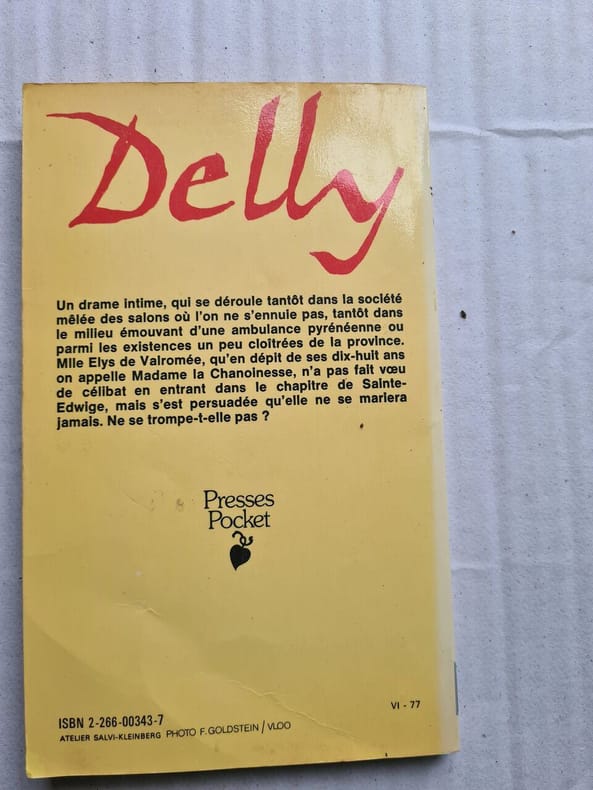 Delly
Un drame intime, qui se déroule tantôt dans la société
mêlée des salons où l'on ne s'ennuie pas, tantôt dans
le milieu émouvant d'une ambulance pyrénéenne ou
parmi les existences un peu cloîtrées de la province.
Mlle Elys de Valromée, qu'en dépit de ses dix-huit ans
on appelle Madame la Chanoinesse, n'a pas fait vœu
de célibat en entrant dans le chapitre de Sainte-
Edwige, mais s'est persuadée qu'elle ne se mariera
jamais. Ne se trompe-t-elle pas ?
Presses
Pocket
VI - 77
ISBN 2-266-00343-7
ATELIER SALVI-KLEINBERG PHOTO F. GOLDSTEIN / VLOO